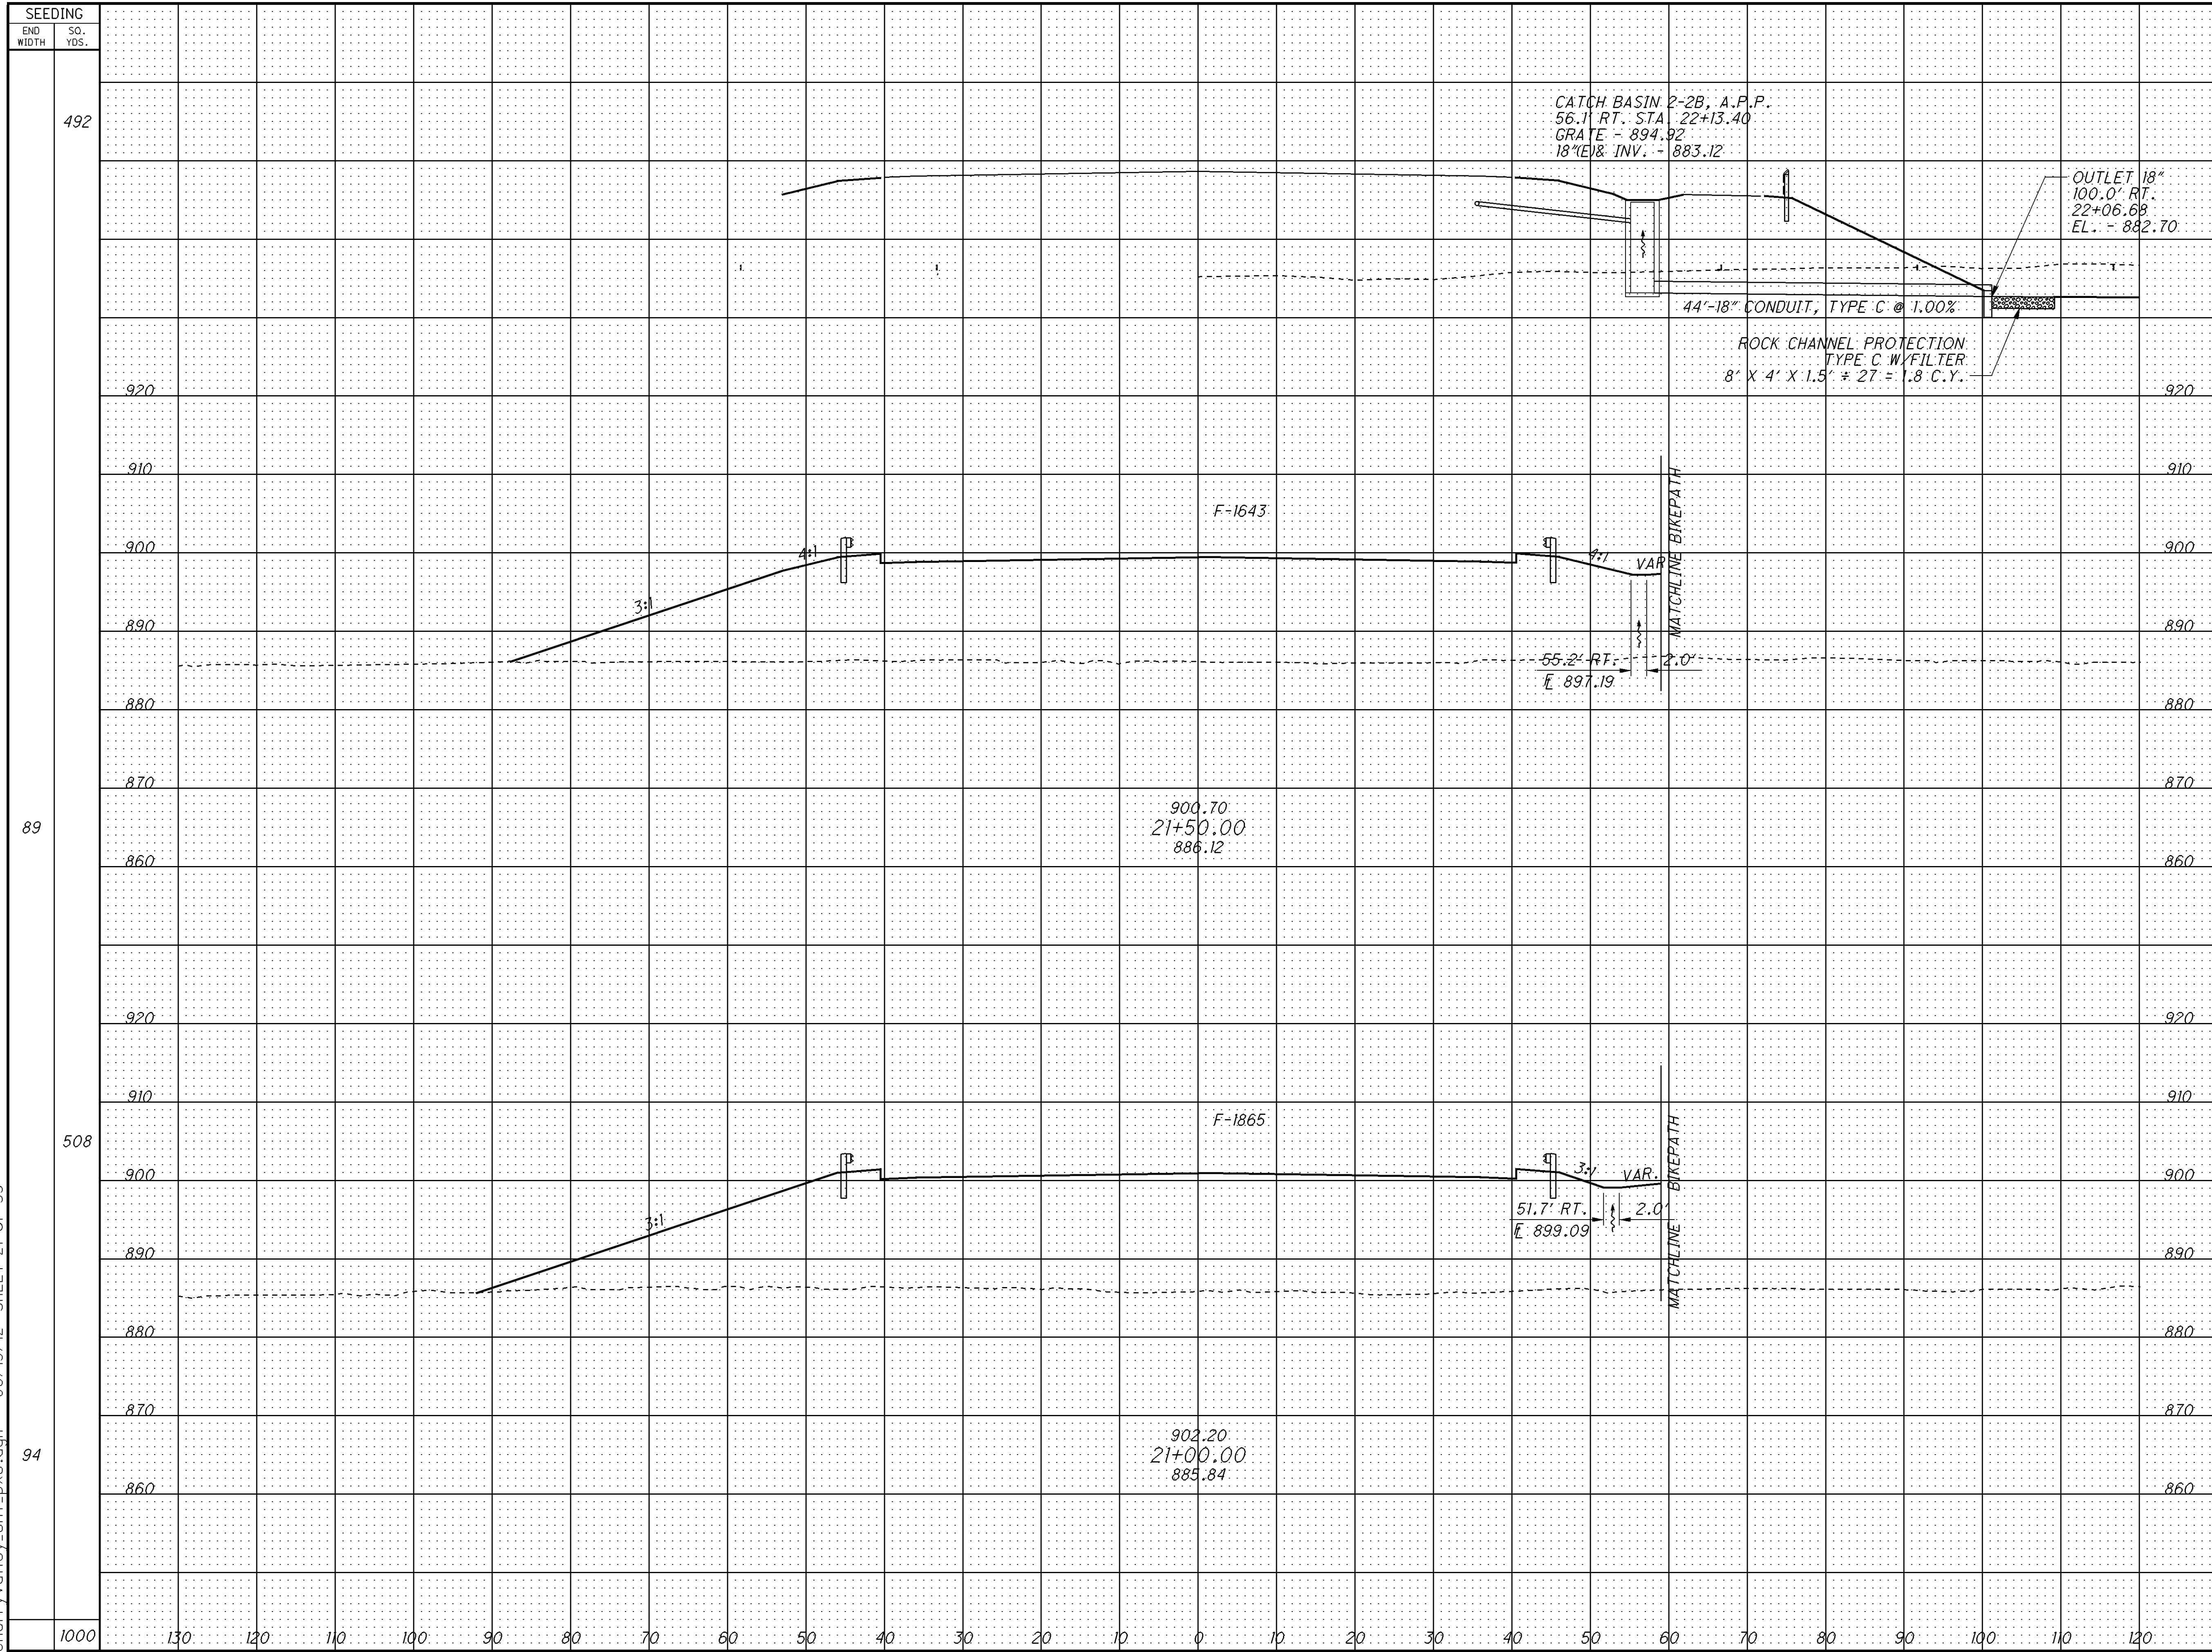 SEEDING
END WIDTH
SQ. YDS.
492
CATCH BASIN 2-2B, A.P.P.
56.1' RT. STA. 22+13.40
GRATE - 894.92
18"(E)& INV. - 883.12
OUTLET 18"
100.0' RT.
22+06.68
EL. - 882.70
44'-18" CONDUIT, TYPE C @ 1.00%
ROCK CHANNEL PROTECTION
TYPE C W/FILTER
8' X 4' X 1.5' ÷ 27 = 1.8 C.Y.
920 920
910 910
F-1643
MATCHLINE BIKEPATH
900 4:1 4:1 900
VAR
3:1
890 890
55.2' RT. 2.0'
FL 897.19
880 880
870 870
900.70
89 21+50.00
886.12
860 860
920 920
910 910
F-1865
MATCHLINE BIKEPATH
508
900 3:1 VAR. 900
51.7' RT. 2.0'
3:1
FL 899.09
890 890
880 880
870 870
902.20
94 21+00.00
885.84
860 860
1000 130 120 110 100 90 80 70 60 50 40 30 20 10 0 10 20 30 40 50 60 70 80 90 100 110 120